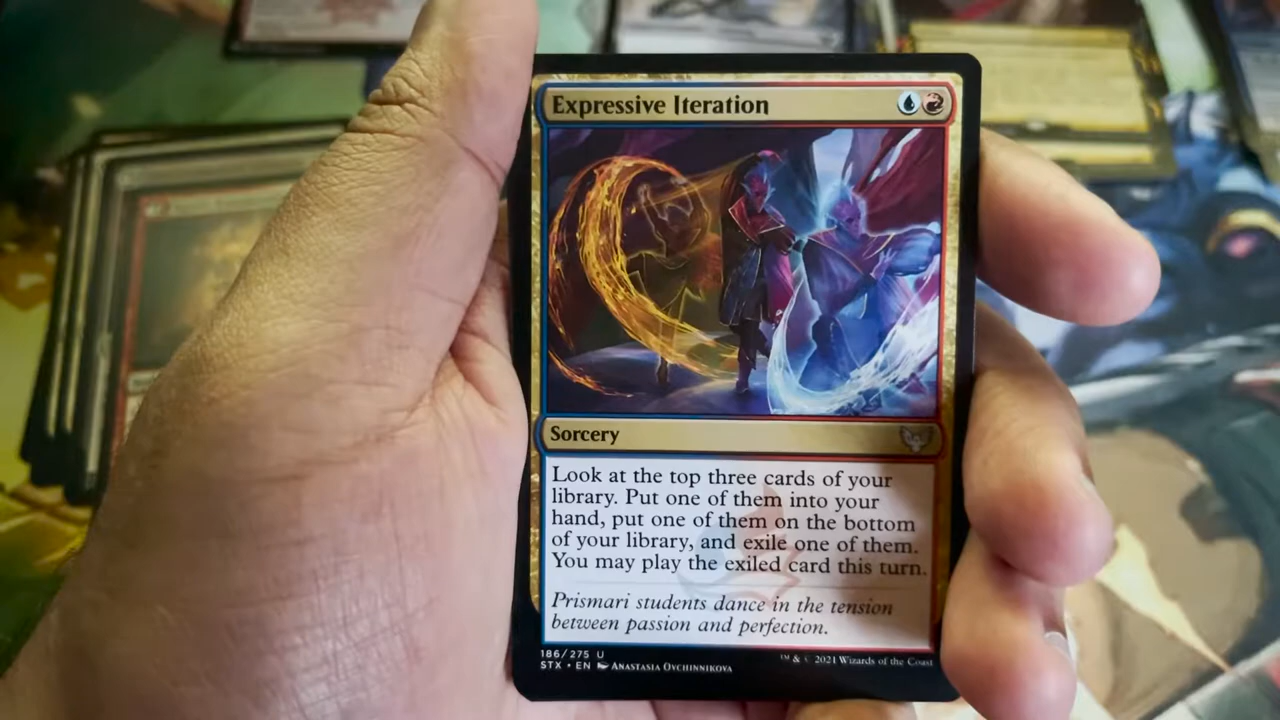 Expressive Iteration
Sorcery
Look at the top three cards of your
library. Put one of them into your
hand, put one of them on the bottom
of your library, and exile one of them.
You may play the exiled card this turn.
Prismari students dance in the tension
between passion and perfection.
186/275 U
STX • EN Anastasia Ovchinnikova
™ & © 2021 Wizards of the Coast